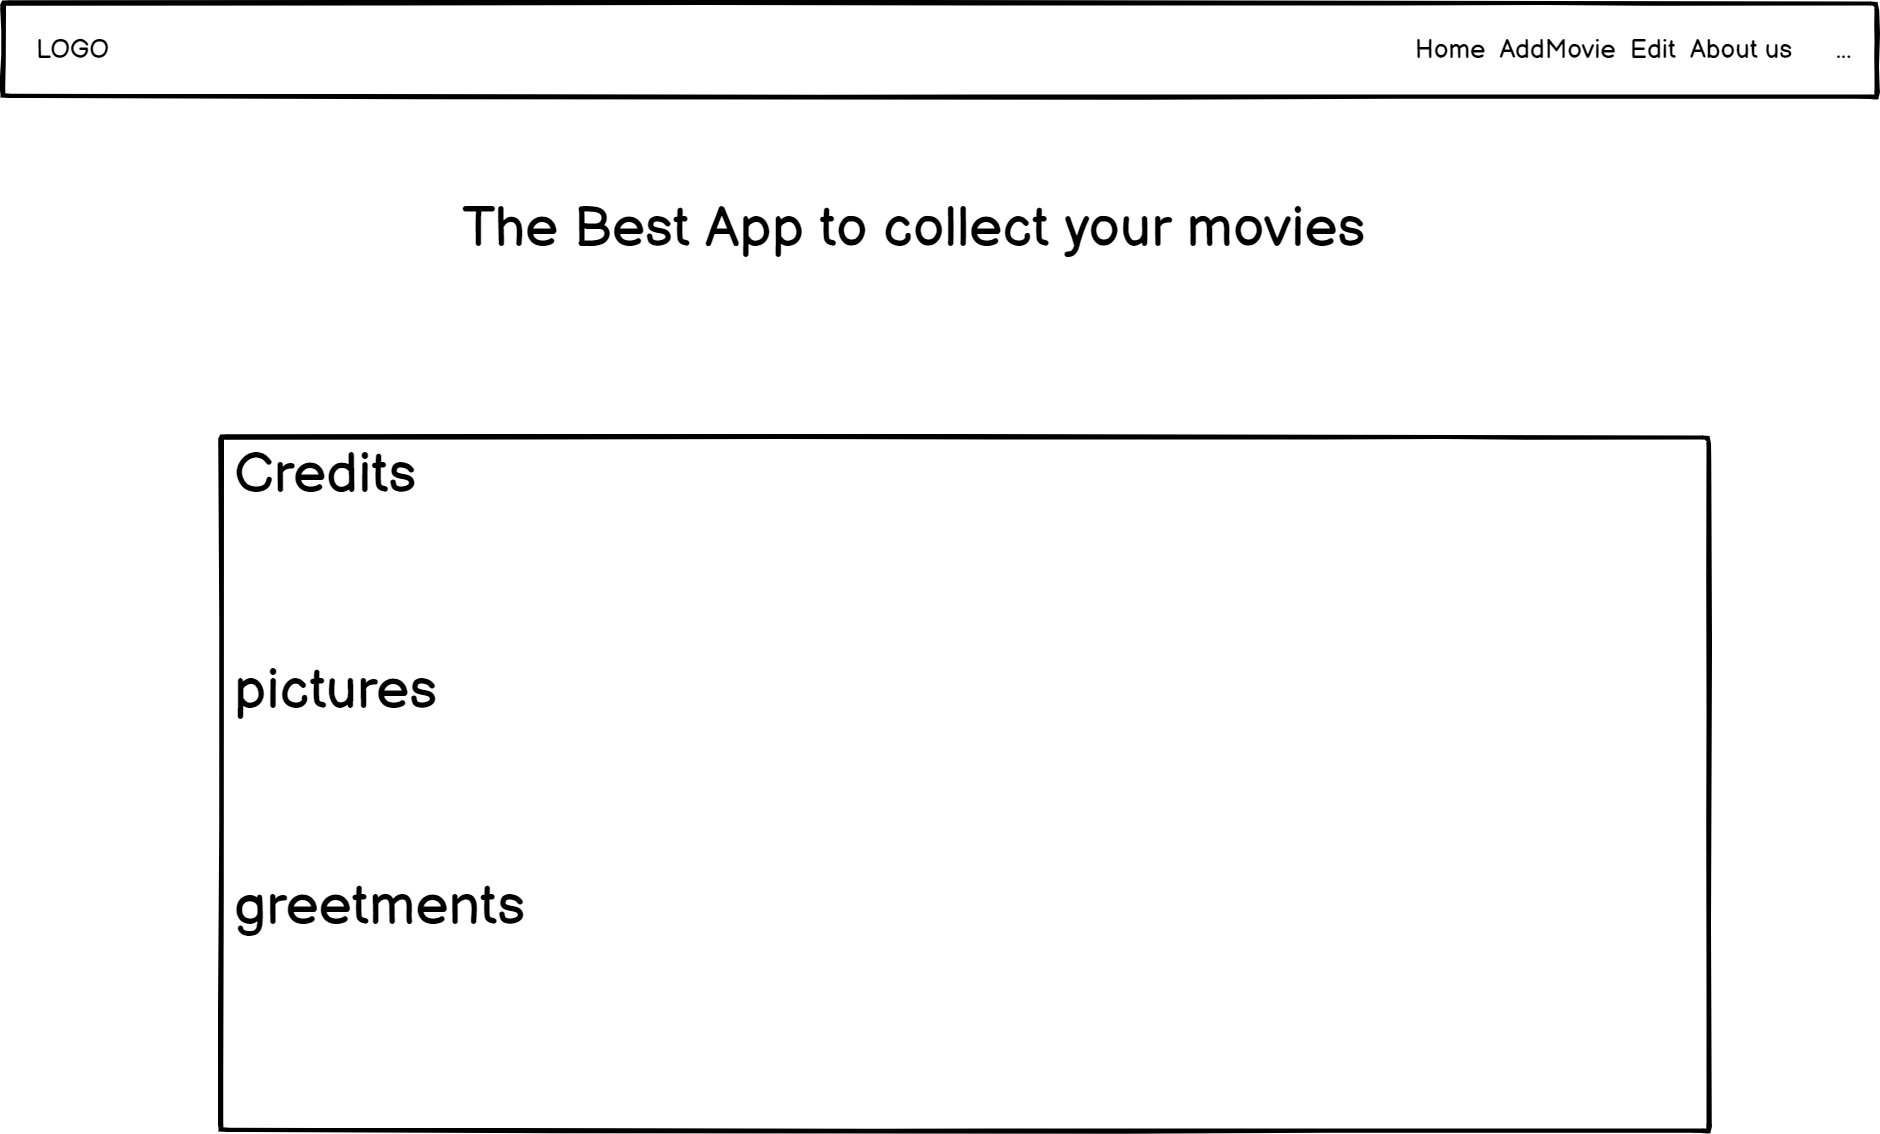 LOGO Home AddMovie Edit About us ...
The Best App to collect your movies
Credits
pictures
greetments